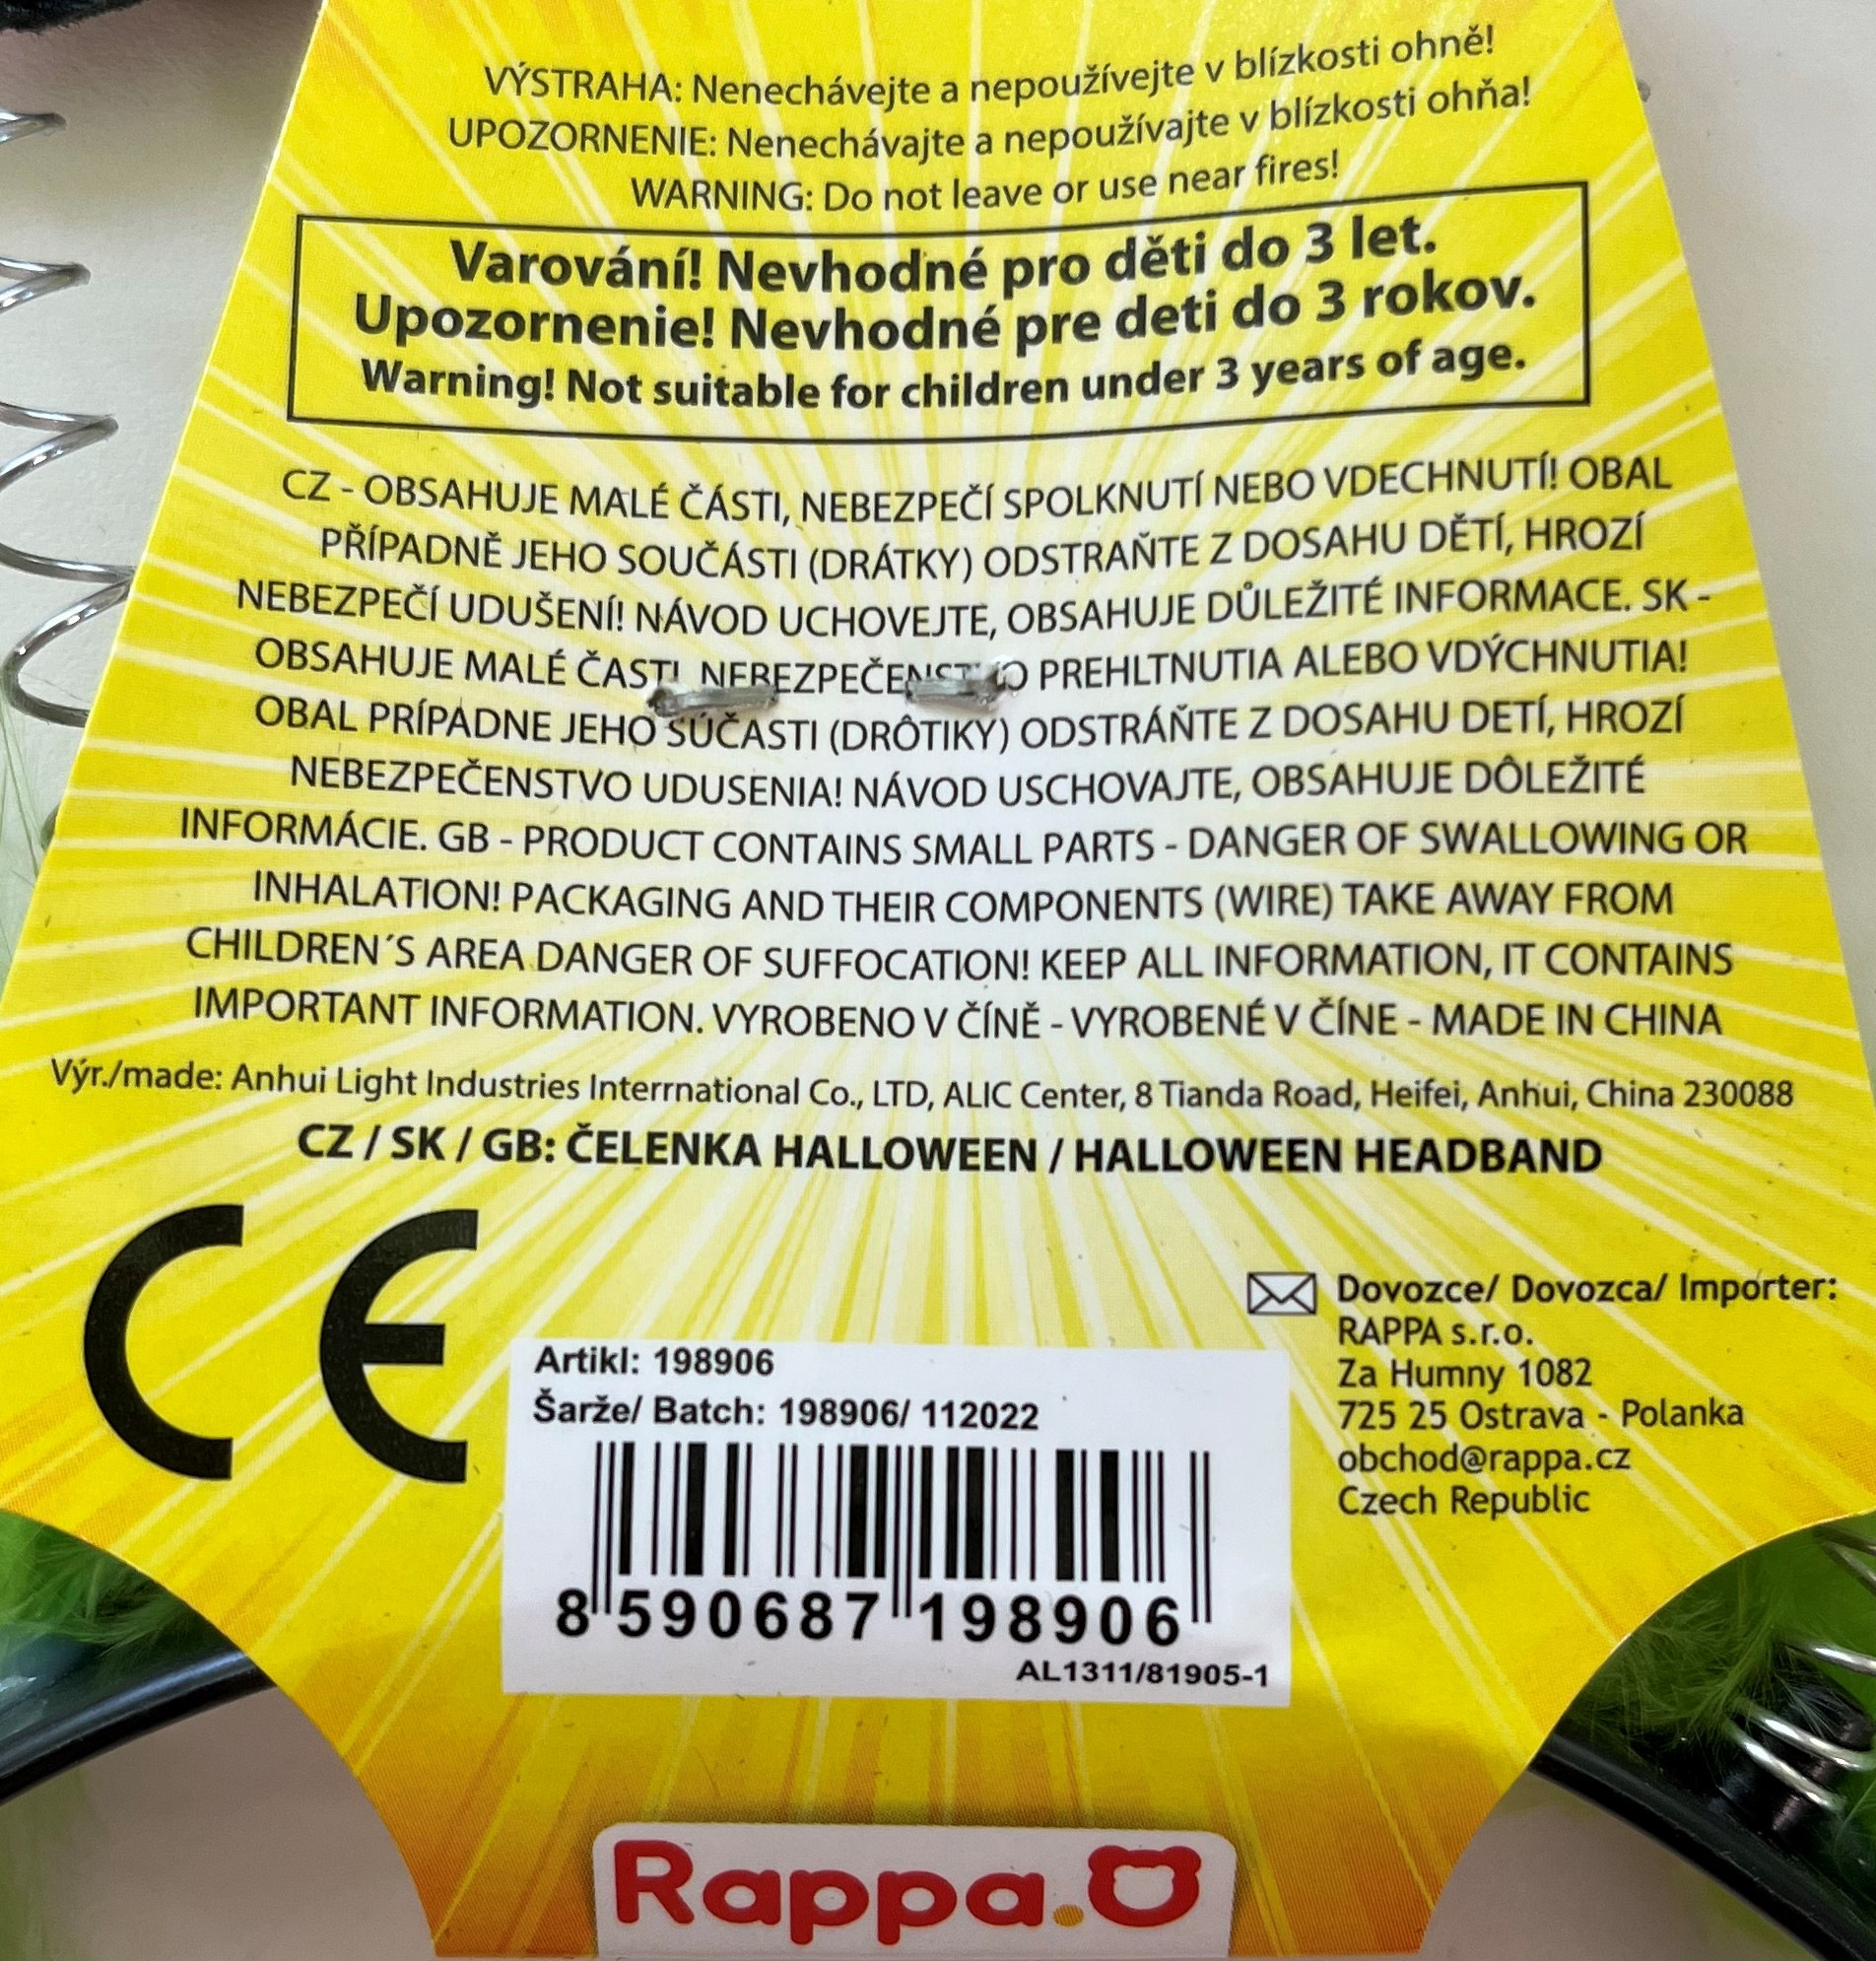 VÝSTRAHA: Nenechávejte a nepoužívejte v blízkosti ohně!
UPOZORNENIE: Nenechávajte a nepoužívajte v blízkosti ohňa!
WARNING: Do not leave or use near fires!
Varování! Nevhodné pro děti do 3 let.
Upozornenie! Nevhodné pre deti do 3 rokov.
Warning! Not suitable for children under 3 years of age.
CZ - OBSAHUJE MALÉ ČÁSTI, NEBEZPEČÍ SPOLKNUTÍ NEBO VDECHNUTÍ! OBAL
PŘÍPADNĚ JEHO SOUČÁSTI (DRÁTKY) ODSTRAŇTE Z DOSAHU DĚTÍ, HROZÍ
NEBEZPEČÍ UDUŠENÍ! NÁVOD UCHOVEJTE, OBSAHUJE DŮLEŽITÉ INFORMACE. SK -
OBSAHUJE MALÉ ČASTI, NEBEZPEČENSTVO PREHLTNUTIA ALEBO VDÝCHNUTIA!
OBAL PRÍPADNE JEHO SÚČASTI (DRÔTIKY) ODSTRÁŇTE Z DOSAHU DETÍ, HROZÍ
NEBEZPEČENSTVO UDUSENIA! NÁVOD USCHOVAJTE, OBSAHUJE DÔLEŽITÉ
INFORMÁCIE. GB - PRODUCT CONTAINS SMALL PARTS - DANGER OF SWALLOWING OR
INHALATION! PACKAGING AND THEIR COMPONENTS (WIRE) TAKE AWAY FROM
CHILDREN´S AREA DANGER OF SUFFOCATION! KEEP ALL INFORMATION, IT CONTAINS
IMPORTANT INFORMATION. VYROBENO V ČÍNĚ - VYROBENÉ V ČÍNE - MADE IN CHINA
Výr./made: Anhui Light Industries Interrnational Co., LTD, ALIC Center, 8 Tianda Road, Heifei, Anhui, China 230088
CZ / SK / GB: ČELENKA HALLOWEEN / HALLOWEEN HEADBAND
CE
Dovozce/ Dovozca/ Importer:
RAPPA s.r.o.
Za Humny 1082
725 25 Ostrava - Polanka
obchod@rappa.cz
Czech Republic
Artikl: 198906
Šarže/ Batch: 198906/ 112022
8 590687 198906
AL1311/81905-1
Rappa.